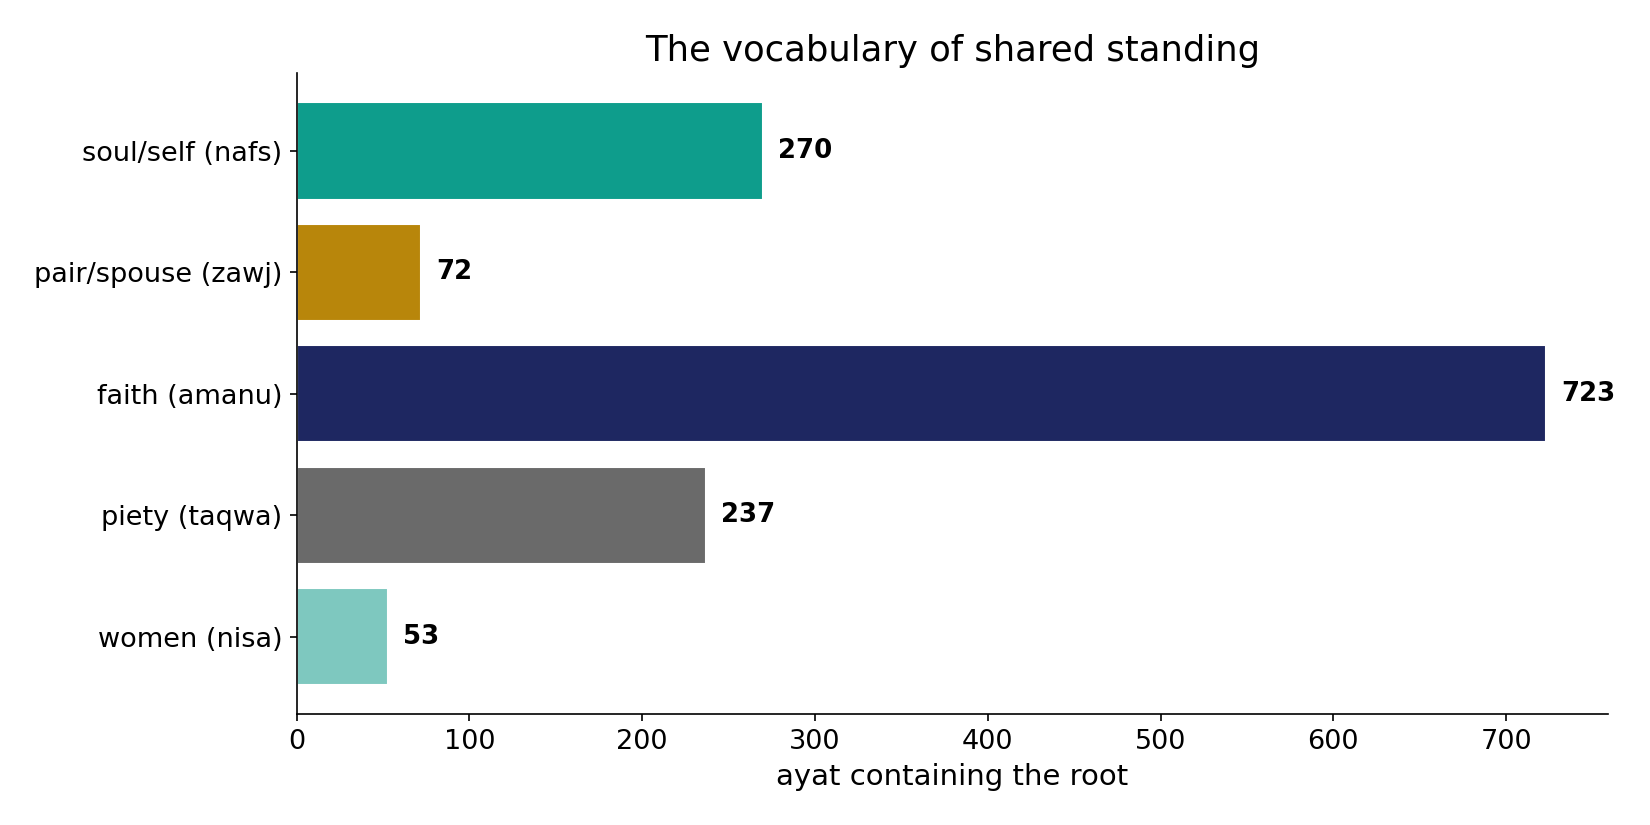 The vocabulary of shared standing
soul/self (nafs) 270
pair/spouse (zawj) 72
faith (amanu) 723
piety (taqwa) 237
women (nisa) 53
0 100 200 300 400 500 600 700
ayat containing the root